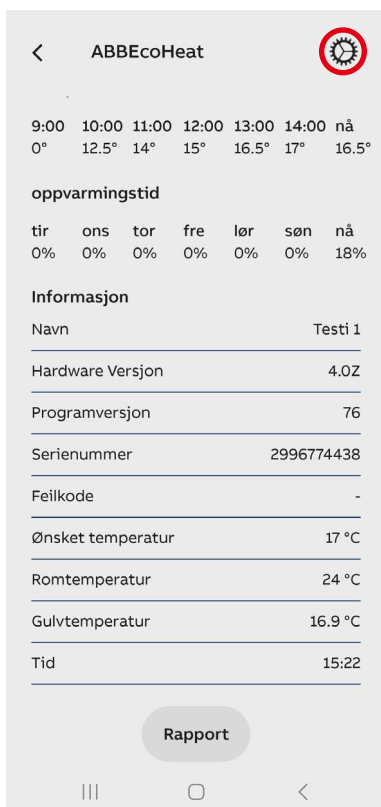 ABBEcoHeat
9:00 10:00 11:00 12:00 13:00 14:00 nå
0° 12.5° 14° 15° 16.5° 17° 16.5°
oppvarmingstid
tir ons tor fre lør søn nå
0% 0% 0% 0% 0% 0% 18%
Informasjon
Navn Testi 1
Hardware Versjon 4.0Z
Programversjon 76
Serienummer 2996774438
Feilkode -
Ønsket temperatur 17 °C
Romtemperatur 24 °C
Gulvtemperatur 16.9 °C
Tid 15:22
Rapport